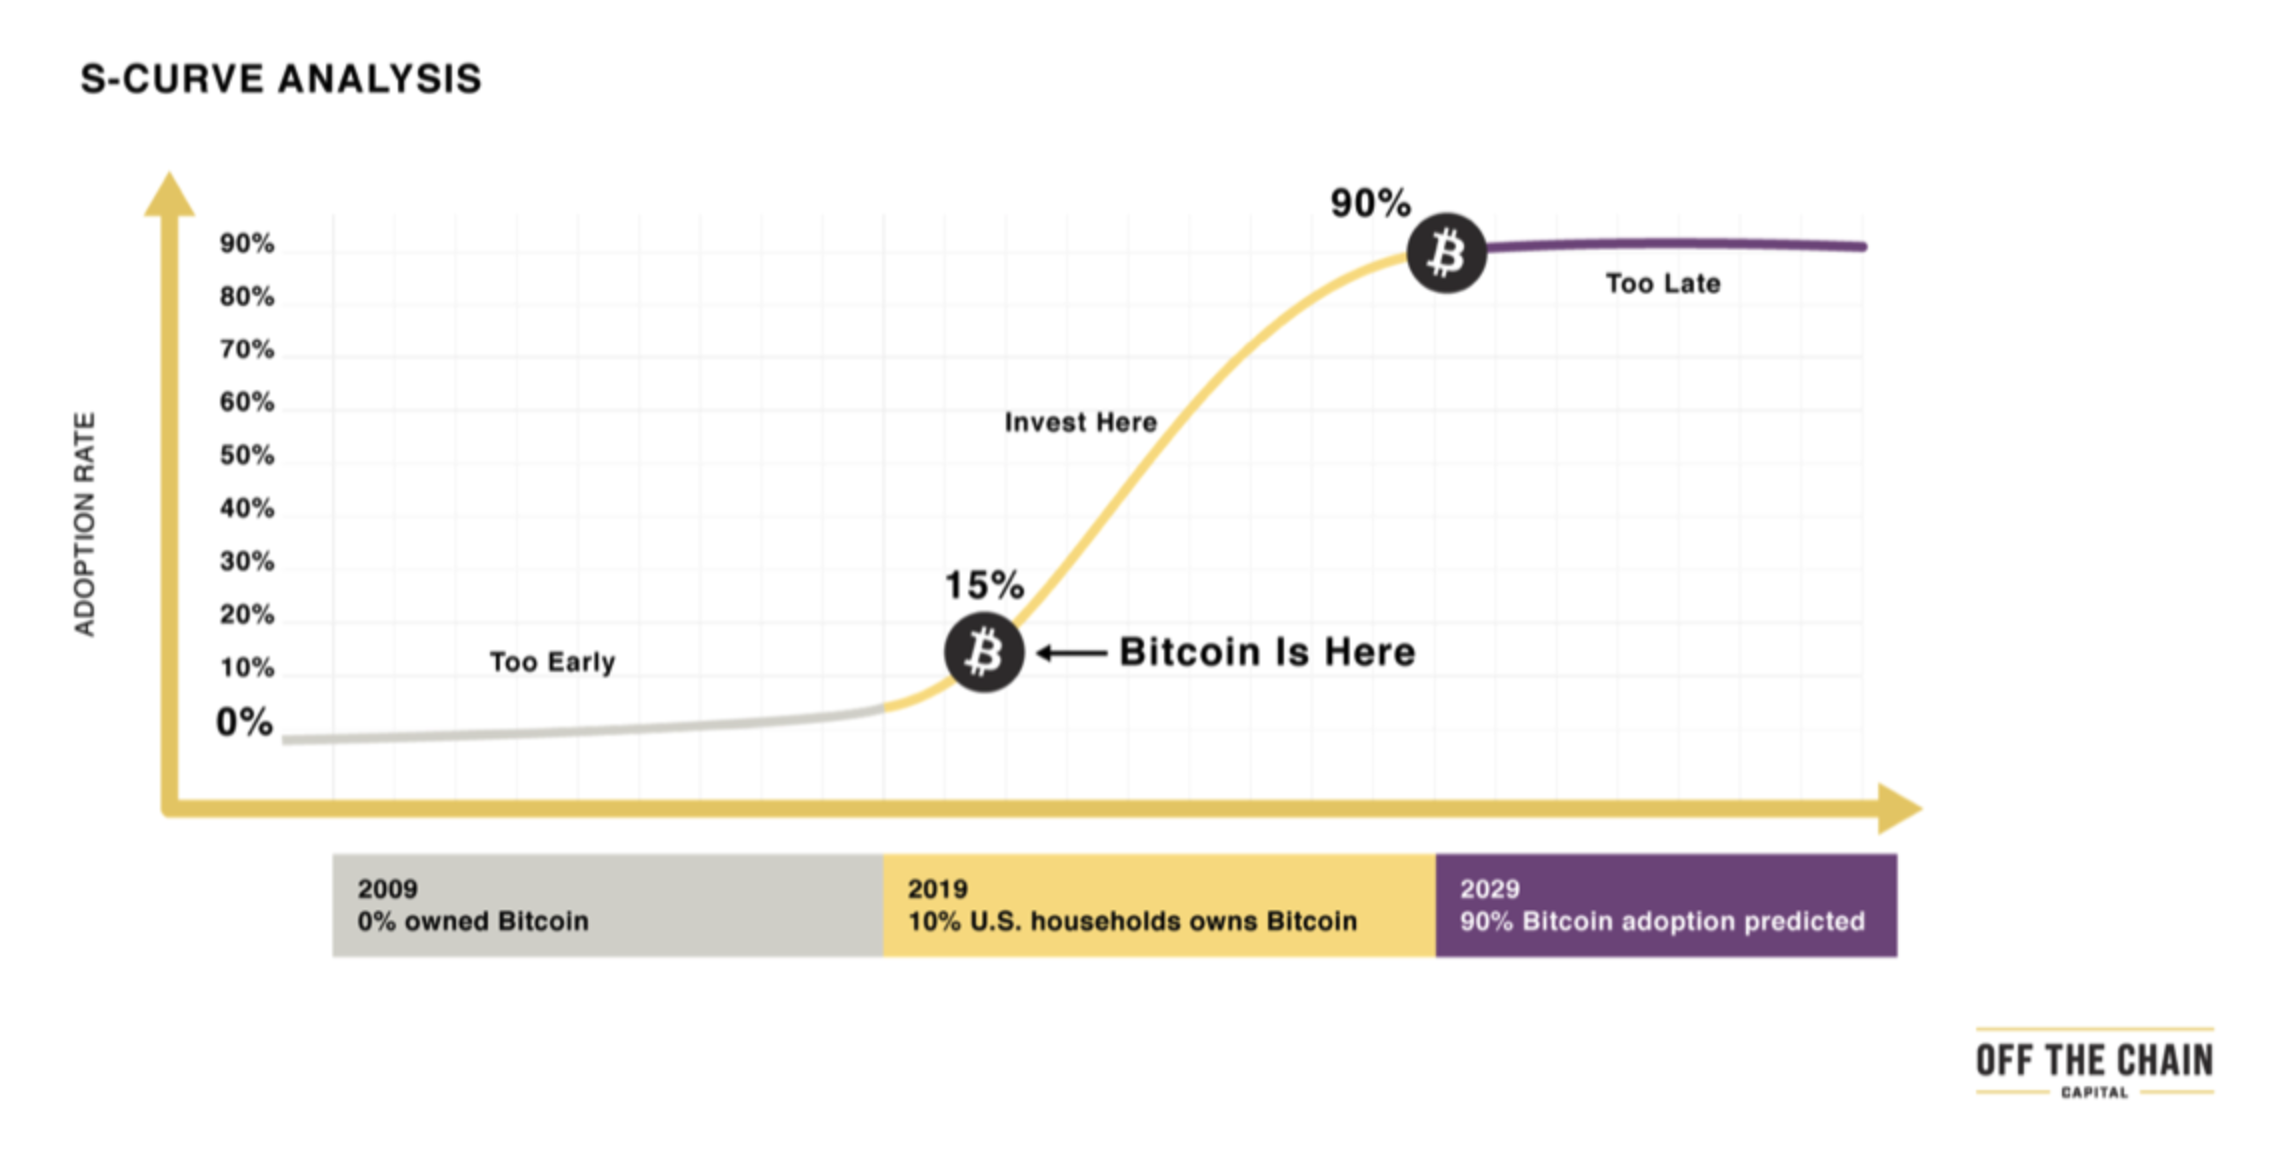 S-CURVE ANALYSIS
ADOPTION RATE
90%
80%
70%
60%
50%
40%
30%
20%
10%
0%
90%
Too Late
Invest Here
15%
Bitcoin Is Here
Too Early
2009
0% owned Bitcoin
2019
10% U.S. households owns Bitcoin
2029
90% Bitcoin adoption predicted
OFF THE CHAIN
CAPITAL